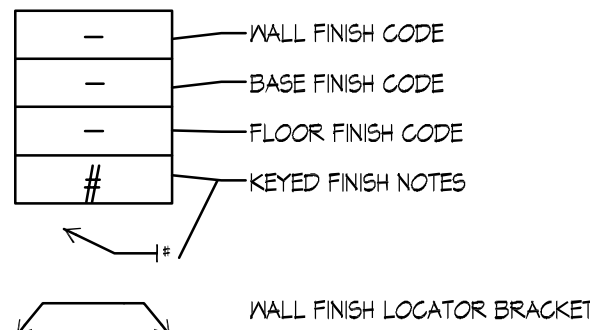 – WALL FINISH CODE
– BASE FINISH CODE
– FLOOR FINISH CODE
# KEYED FINISH NOTES
#
WALL FINISH LOCATOR BRACKET